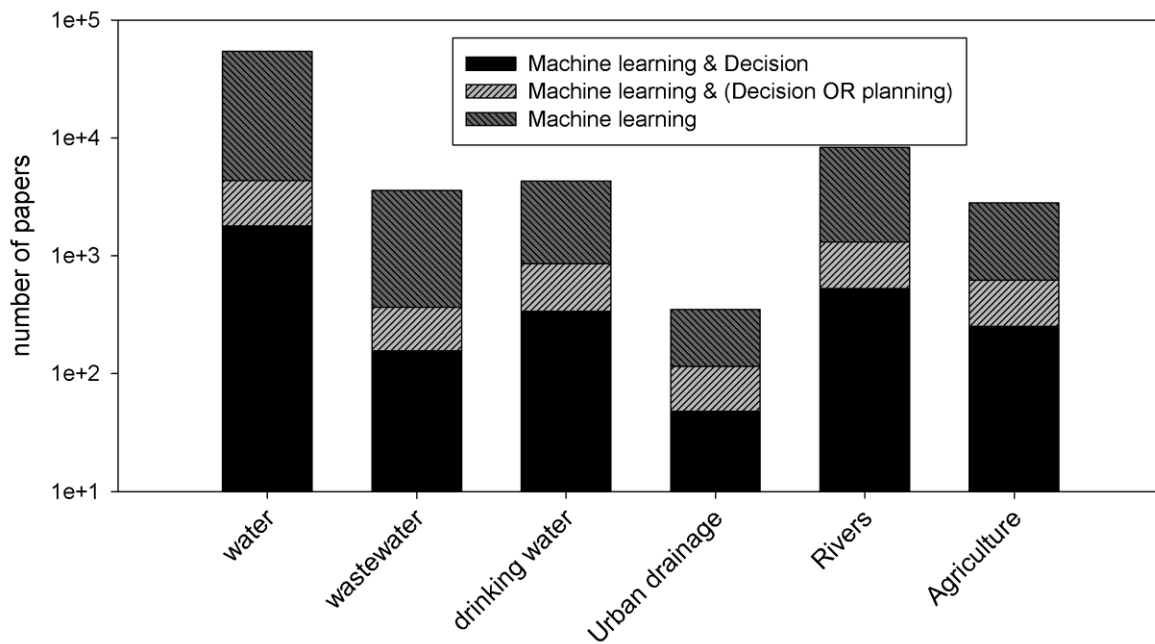 1e+5
1e+4
1e+3
1e+2
1e+1
number of papers
Machine learning & Decision
Machine learning & (Decision OR planning)
Machine learning
water
wastewater
drinking water
Urban drainage
Rivers
Agriculture